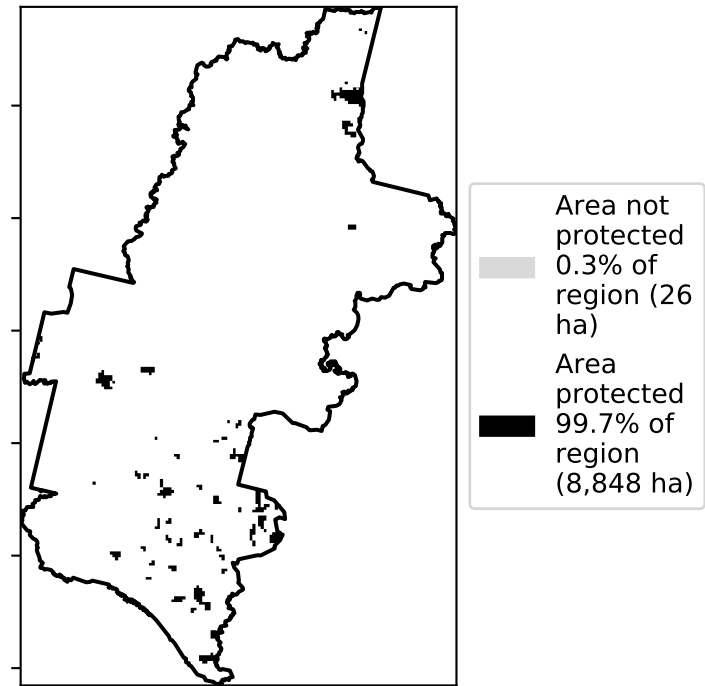 Area not
protected
0.3% of
region (26
ha)
Area
protected
99.7% of
region
(8,848 ha)